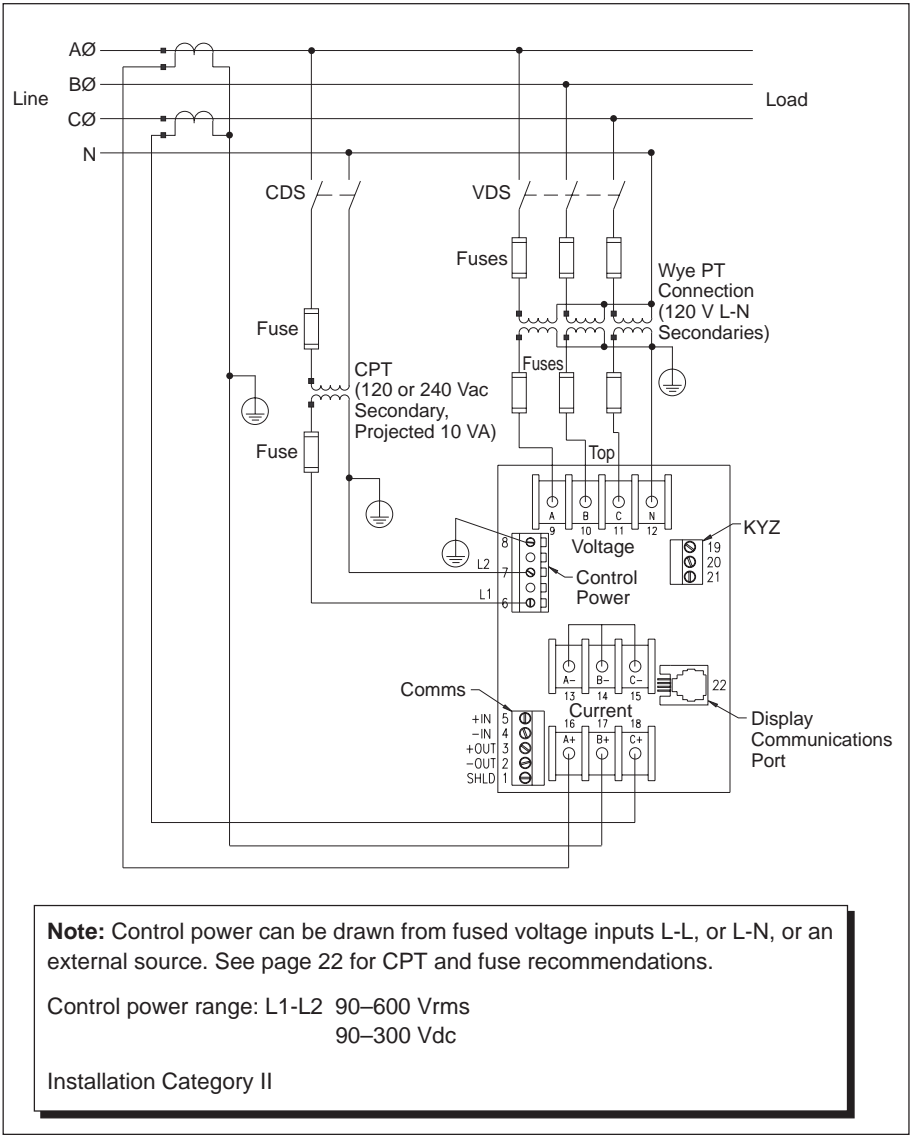 AØ
BØ
Line
Load
CØ
N
CDS
VDS
Fuses
Wye PT
Connection
(120 V L-N
Secondaries)
Fuse
CPT
(120 or 240 Vac
Secondary,
Projected 10 VA)
Fuses
Fuse
Top
A
B
C
N
9
10
11
12
Voltage
KYZ
8
19
20
21
L2
7
Control
Power
L1
6
A-
B-
C-
13
14
15
22
Comms
Current
16
17
18
A+
B+
C+
+IN 5
-IN 4
+OUT 3
-OUT 2
SHLD 1
Display
Communications
Port
Note: Control power can be drawn from fused voltage inputs L-L, or L-N, or an
external source. See page 22 for CPT and fuse recommendations.
Control power range: L1-L2 90–600 Vrms
90–300 Vdc
Installation Category II